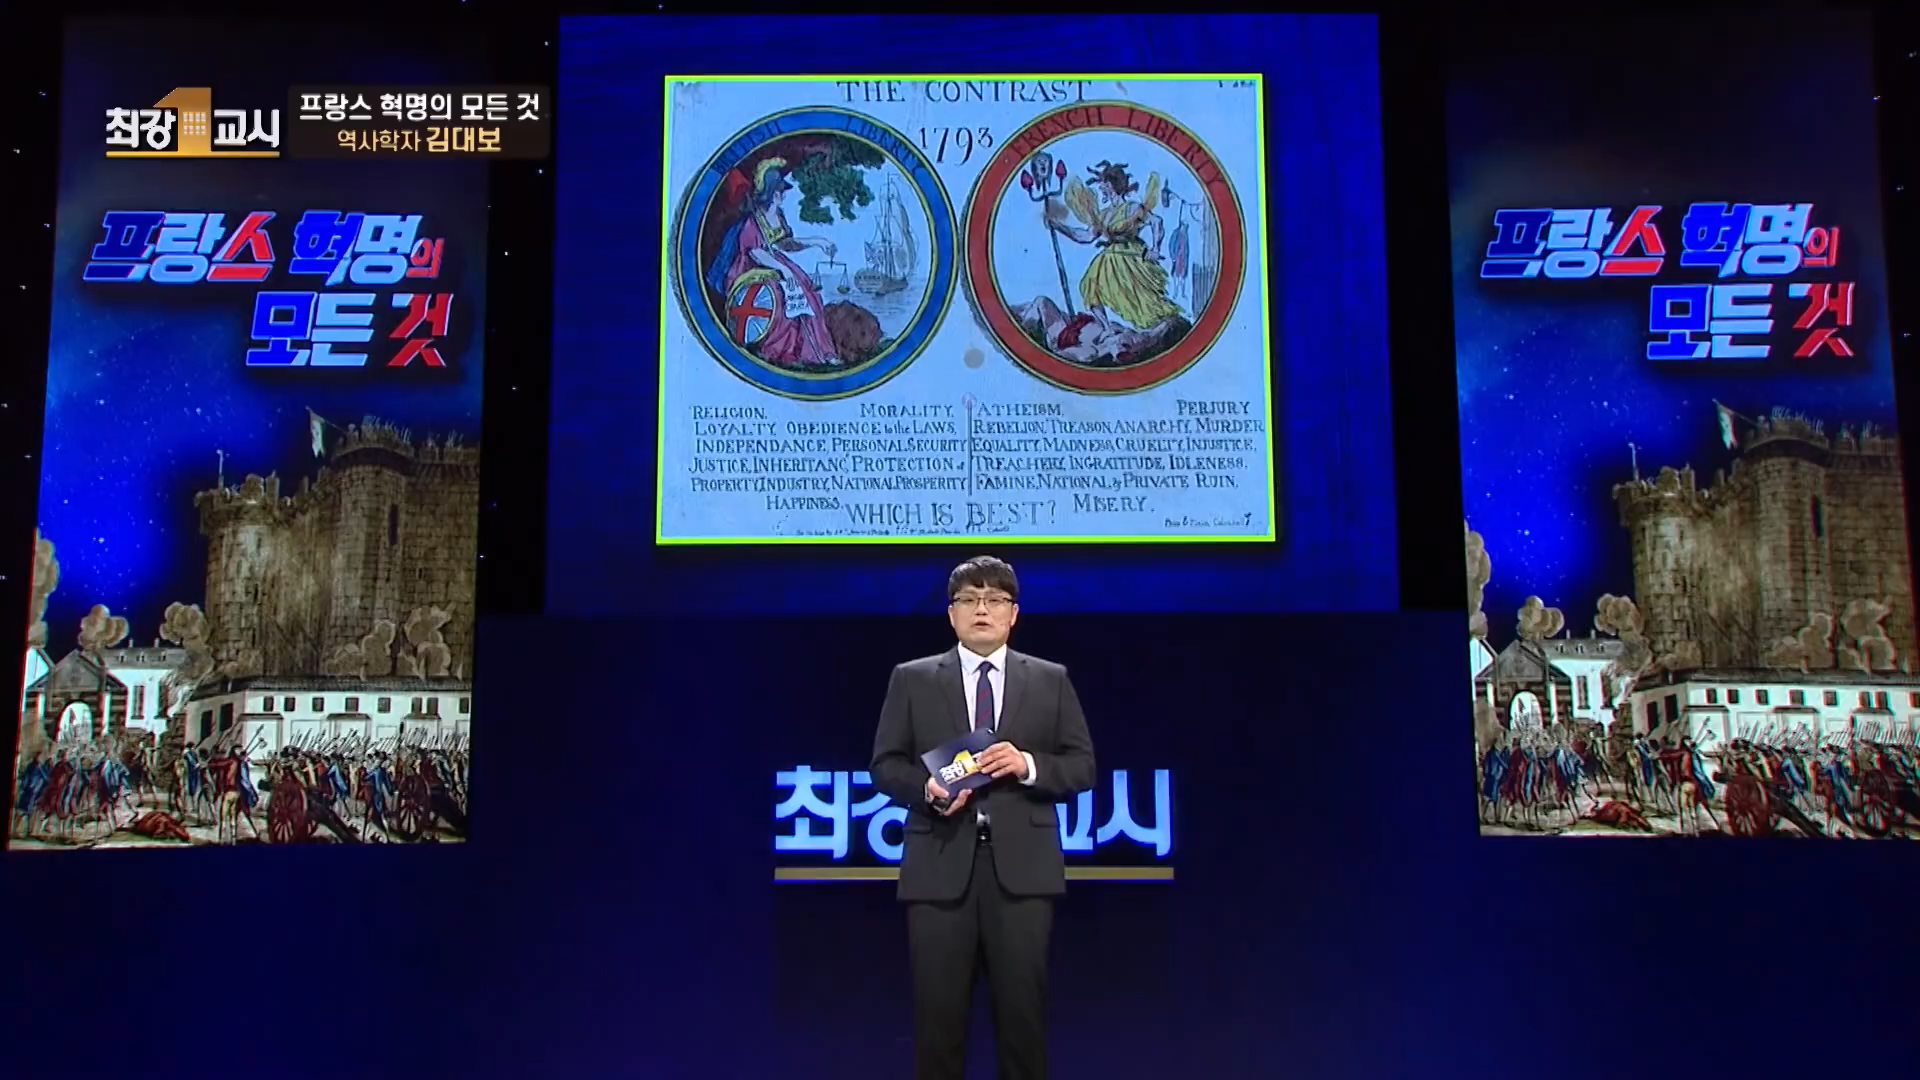 최강1교시
프랑스 혁명의 모든 것
역사학자 김대보
프랑스 혁명의
모든 것
THE CONTRAST
1793
BRITISH LIBERTY
FRENCH LIBERTY
RELIGION, MORALITY,
LOYALTY, OBEDIENCE to the LAWS,
INDEPENDANCE, PERSONAL SECURITY
JUSTICE, INHERITANC, PROTECTION of
PROPERTY, INDUSTRY, NATIONAL PROSPERITY
HAPPINESS.
ATHEISM, PERJURY
REBELION, TREASON, ANARCHY, MURDER
EQUALITY, MADNESS, CRUELTY, INJUSTICE,
TREACHERY, INGRATITUDE, IDLENESS,
FAMINE, NATIONAL & PRIVATE RUIN,
MISERY.
WHICH IS BEST?
프랑스 혁명의
모든 것
최강 교시